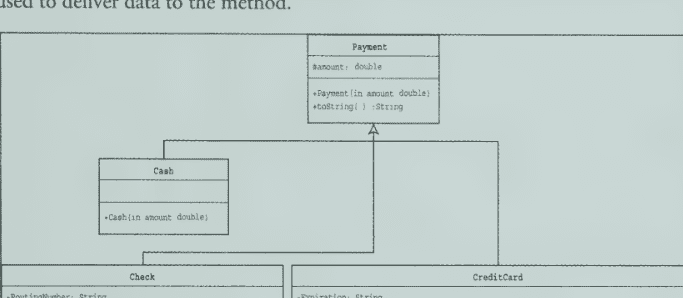 used to deliver data to the method.
Payment
#amount: double
+Payment(in amount double)
+toString( ) :String
Cash
+Cash(in amount double)
Check
CreditCard
-RoutingNumber: String
-Expiration: String